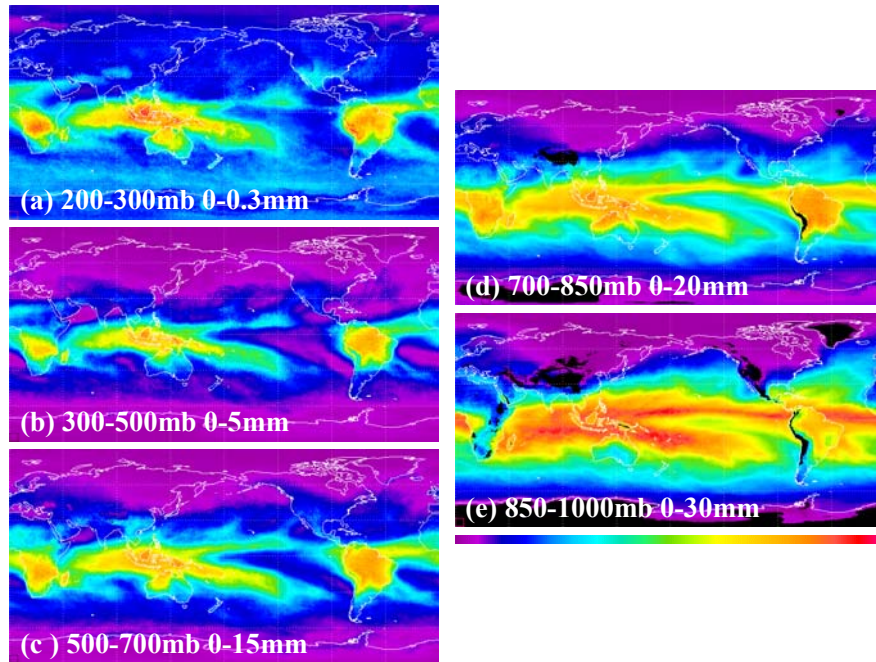 (a) 200-300mb 0-0.3mm
(b) 300-500mb 0-5mm
(c ) 500-700mb 0-15mm
(d) 700-850mb 0-20mm
(e) 850-1000mb 0-30mm